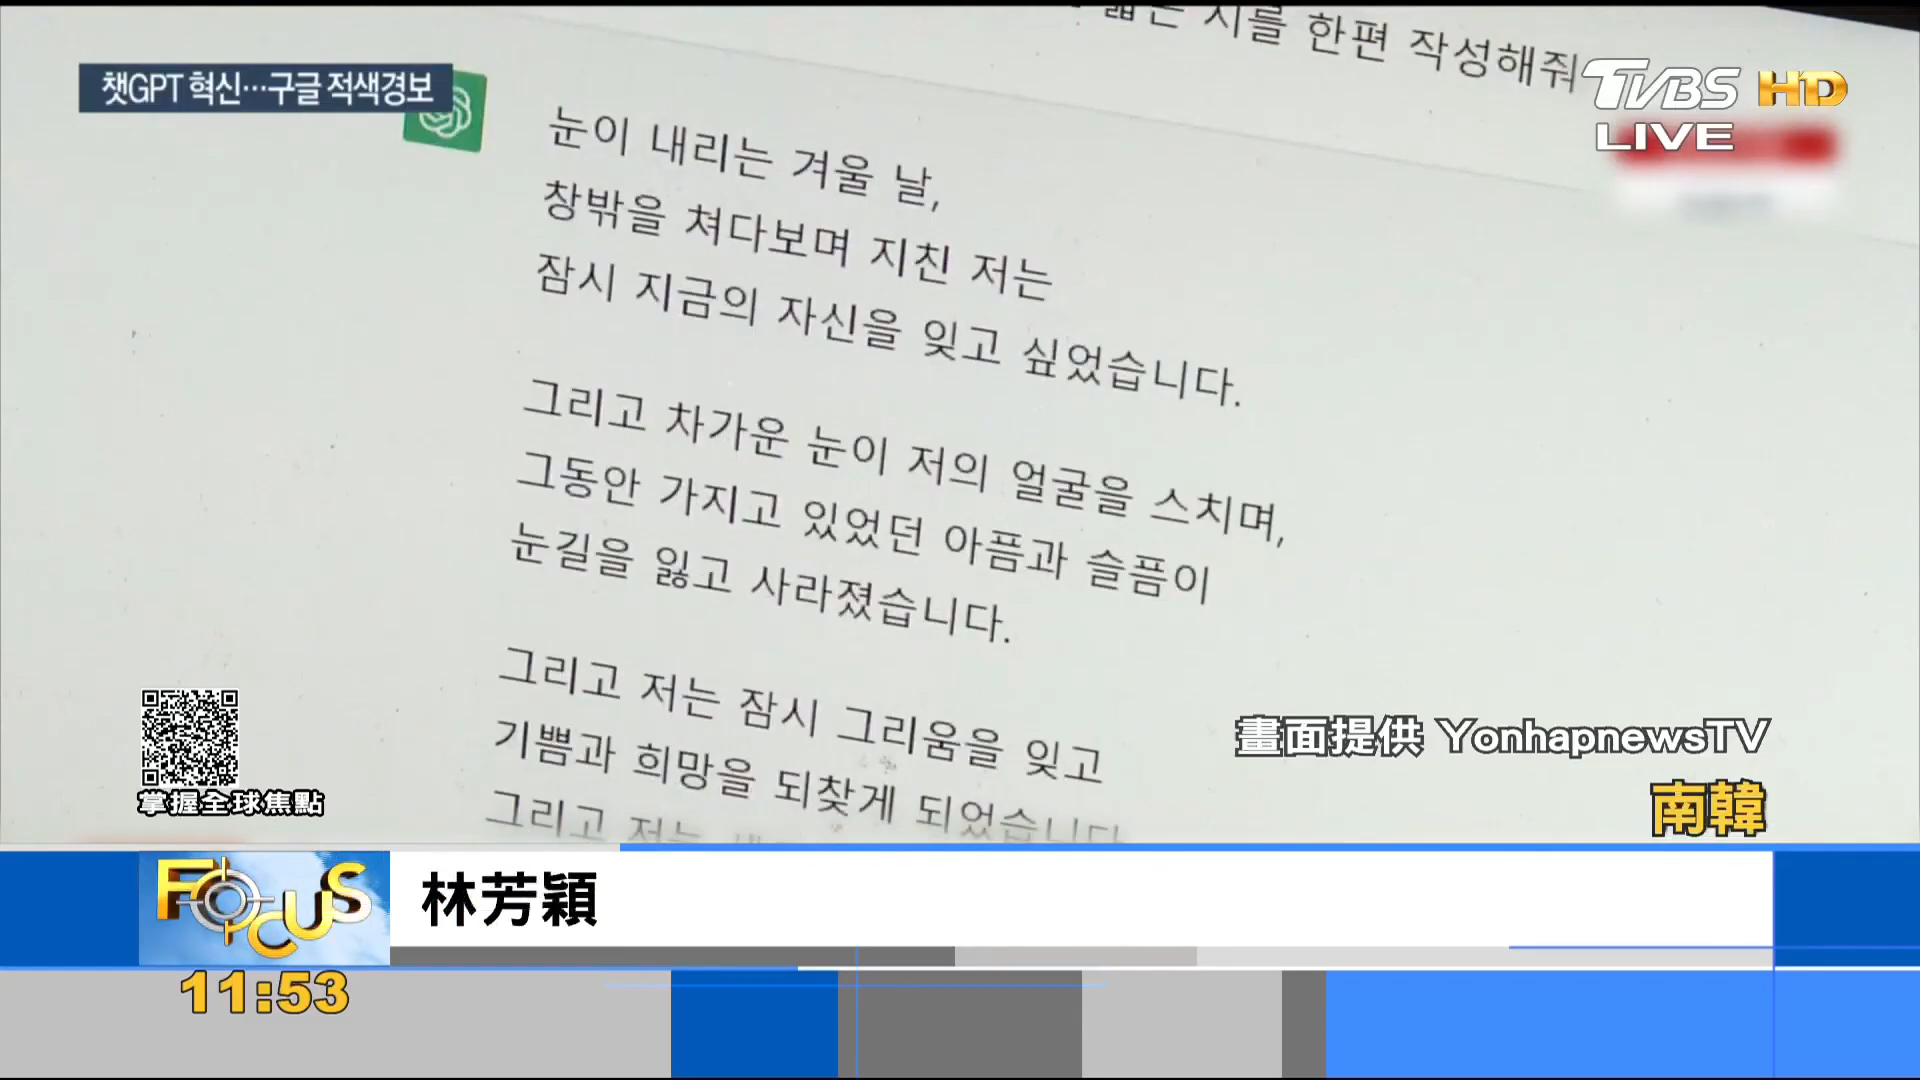 시를 한편 작성해줘
TVBS HD
LIVE
챗GPT 혁신…구글 적색경보
눈이 내리는 겨울 날,
창밖을 쳐다보며 지친 저는
잠시 지금의 자신을 잊고 싶었습니다.
그리고 차가운 눈이 저의 얼굴을 스치며,
그동안 가지고 있었던 아픔과 슬픔이
눈길을 잃고 사라졌습니다.
그리고 저는 잠시 그리움을 잊고
기쁨과 희망을 되찾게 되었습니다
그리고 저는
掌握全球焦點
畫面提供 YonhapnewsTV
南韓
FOCUS
林芳穎
11:53